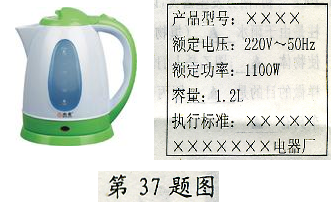 产品型号：××××
额定电压：220V～50Hz
额定功率：1100W
容量：1.2L
执行标准：×××××
×××××××电器厂
第 37 题图